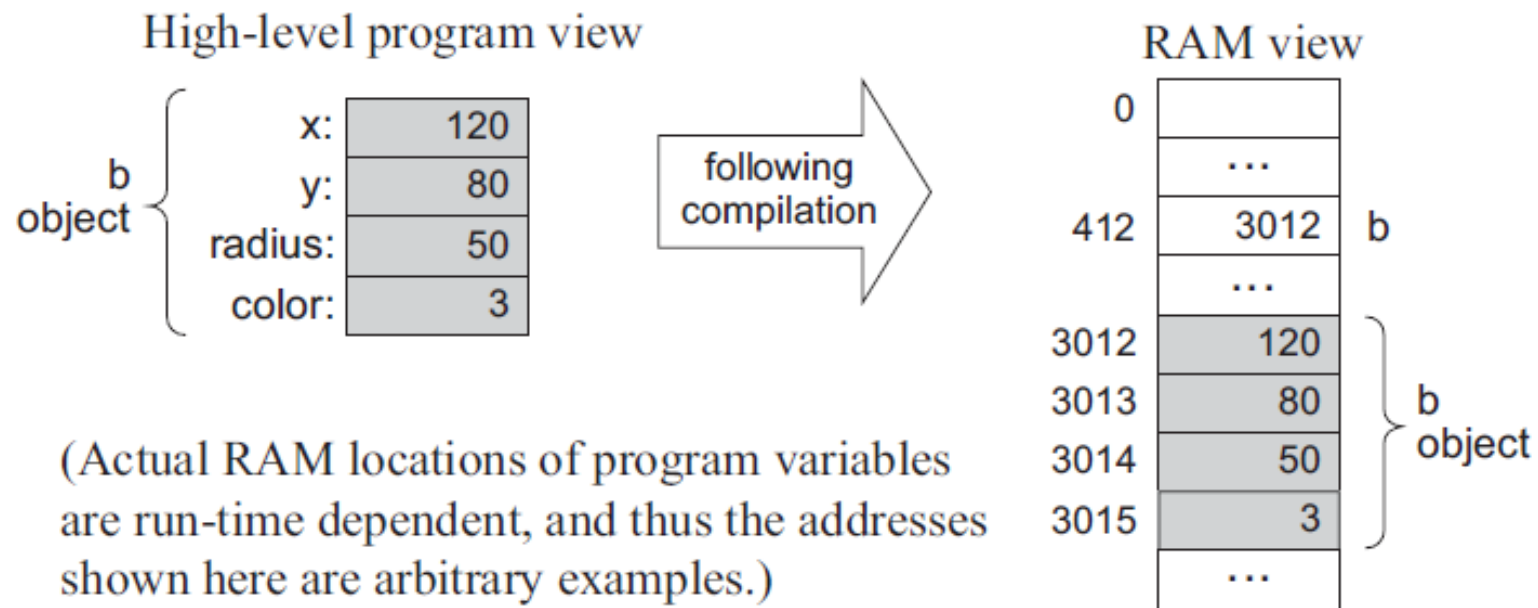 High-level program view
b
object
x: 120
y: 80
radius: 50
color: 3
following
compilation
RAM view
0
...
412 3012 b
...
3012 120
3013 80
3014 50
3015 3
...
b
object
(Actual RAM locations of program variables
are run-time dependent, and thus the addresses
shown here are arbitrary examples.)